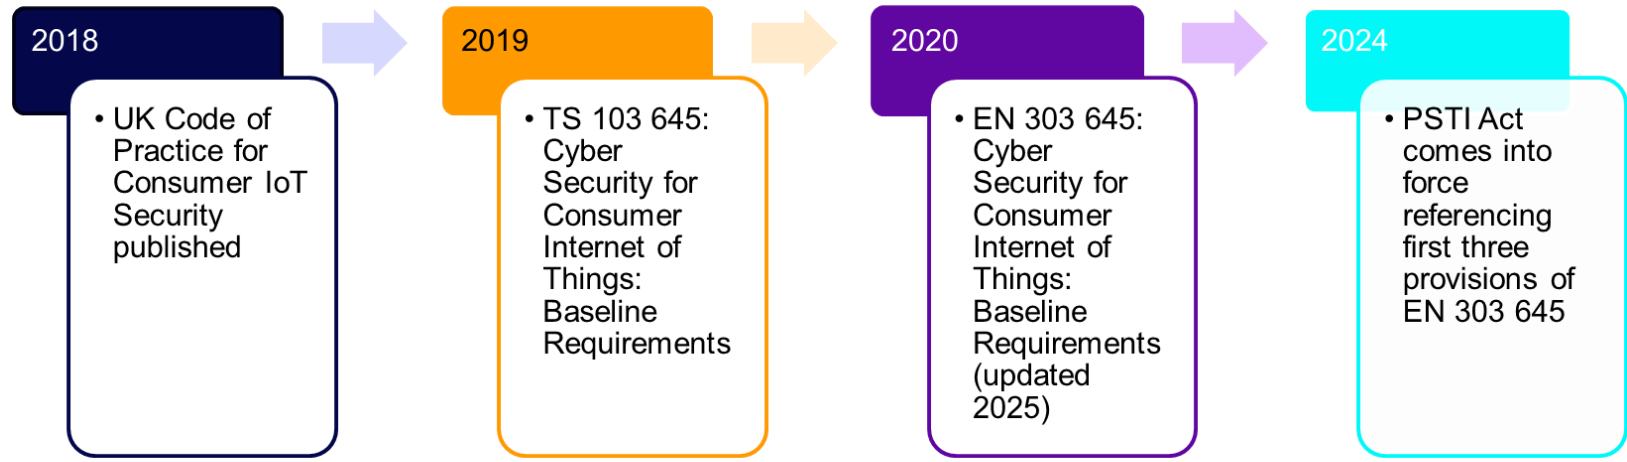 2018
• UK Code of
Practice for
Consumer IoT
Security
published
2019
• TS 103 645:
Cyber
Security for
Consumer
Internet of
Things:
Baseline
Requirements
2020
• EN 303 645:
Cyber
Security for
Consumer
Internet of
Things:
Baseline
Requirements
(updated
2025)
2024
• PSTI Act
comes into
force
referencing
first three
provisions of
EN 303 645